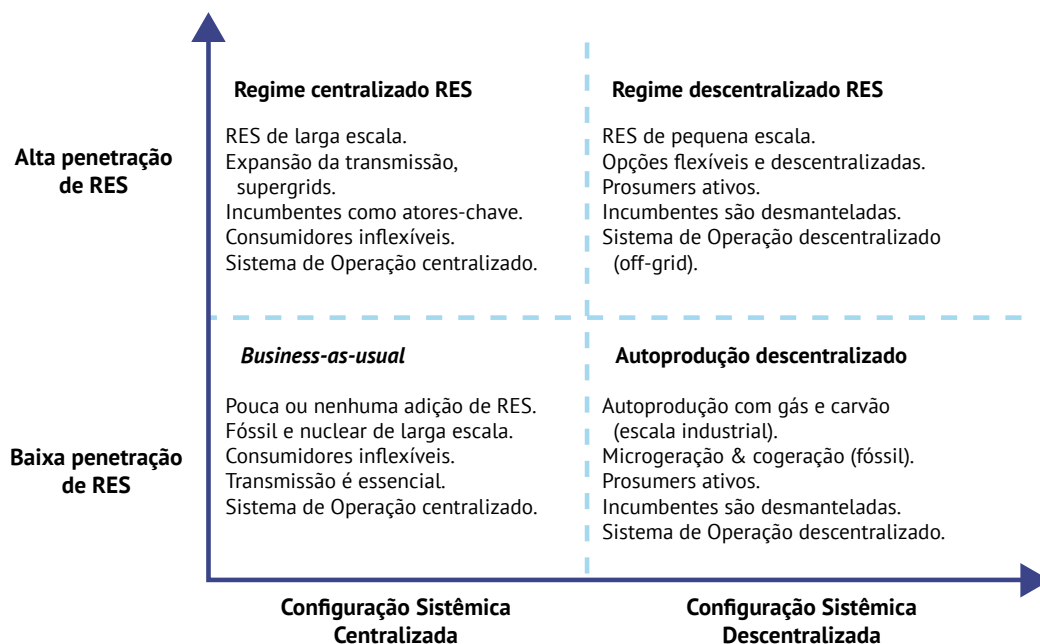 Regime centralizado RES
RES de larga escala.
Expansão da transmissão,
supergrids.
Incumbentes como atores-chave.
Consumidores inflexíveis.
Sistema de Operação centralizado.
Regime descentralizado RES
RES de pequena escala.
Opções flexíveis e descentralizadas.
Prosumers ativos.
Incumbentes são desmanteladas.
Sistema de Operação descentralizado
(off-grid).
Alta penetração
de RES
Business-as-usual
Pouca ou nenhuma adição de RES.
Fóssil e nuclear de larga escala.
Consumidores inflexíveis.
Transmissão é essencial.
Sistema de Operação centralizado.
Autoprodução descentralizado
Autoprodução com gás e carvão
(escala industrial).
Microgeração & cogeração (fóssil).
Prosumers ativos.
Incumbentes são desmanteladas.
Sistema de Operação descentralizado.
Baixa penetração
de RES
Configuração Sistêmica
Centralizada
Configuração Sistêmica
Descentralizada